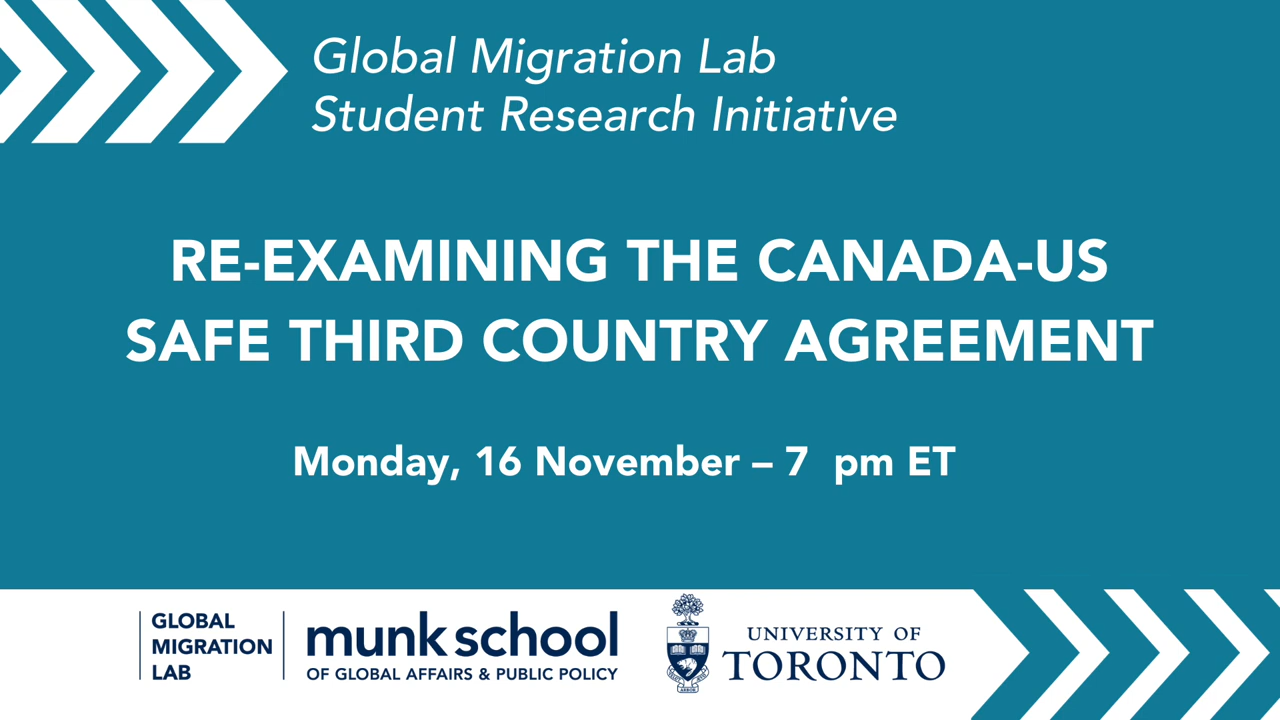 Global Migration Lab
Student Research Initiative
RE-EXAMINING THE CANADA-US
SAFE THIRD COUNTRY AGREEMENT
Monday, 16 November – 7 pm ET
GLOBAL
MIGRATION
LAB
munk school
OF GLOBAL AFFAIRS & PUBLIC POLICY
UNIVERSITY OF
TORONTO